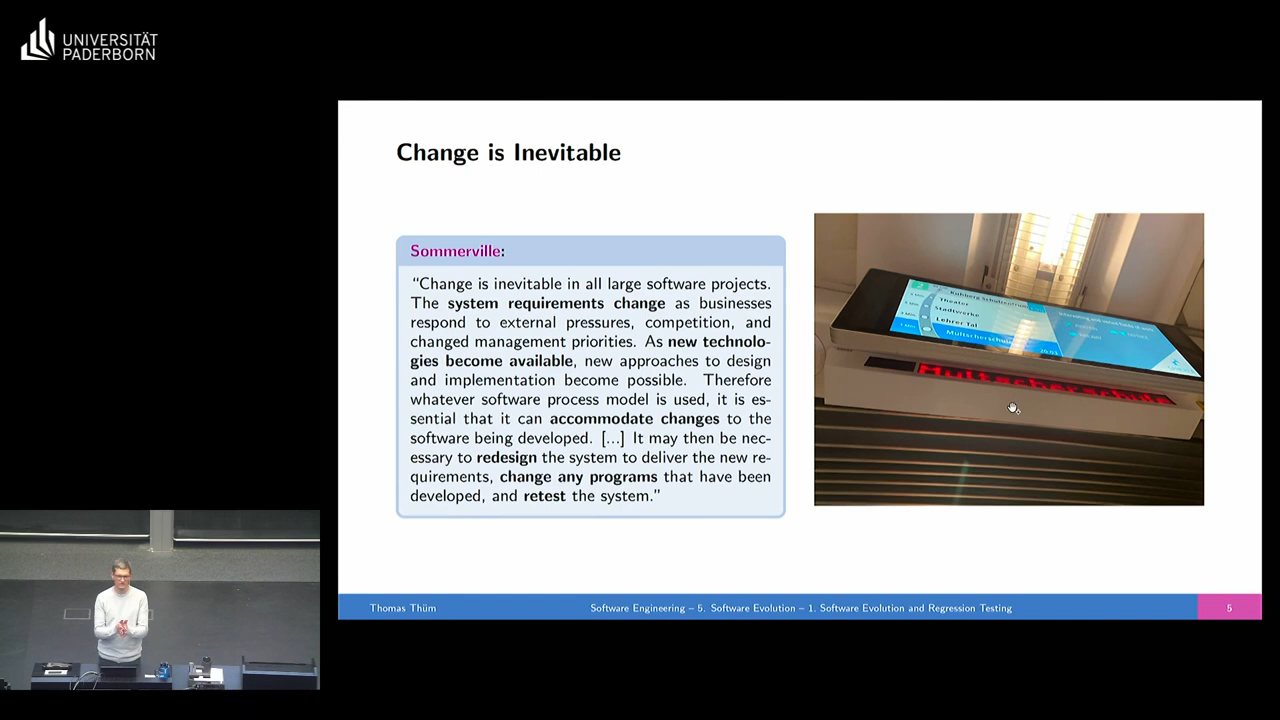 UNIVERSITÄT
PADERBORN
Change is Inevitable
Sommerville:
“Change is inevitable in all large software projects.
The system requirements change as businesses
respond to external pressures, competition, and
changed management priorities. As new technolo-
gies become available, new approaches to design
and implementation become possible. Therefore
whatever software process model is used, it is es-
sential that it can accommodate changes to the
software being developed. [...] It may then be nec-
essary to redesign the system to deliver the new re-
quirements, change any programs that have been
developed, and retest the system.”
Kuhberg Schulzentrum
Theater
Stadtwerke
Lehrer Tal
Multscherschule
Multscherschule
Thomas Thüm
Software Engineering – 5. Software Evolution – 1. Software Evolution and Regression Testing
5